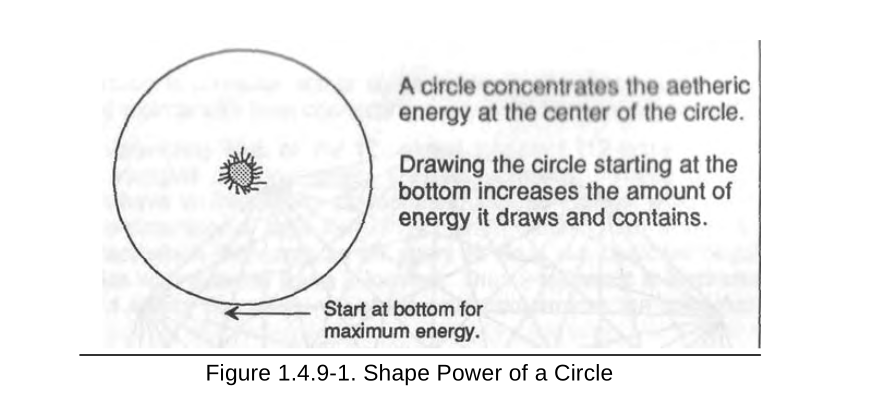 A circle concentrates the aetheric
energy at the center of the circle.
Drawing the circle starting at the
bottom increases the amount of
energy it draws and contains.
Start at bottom for
maximum energy.
Figure 1.4.9-1. Shape Power of a Circle